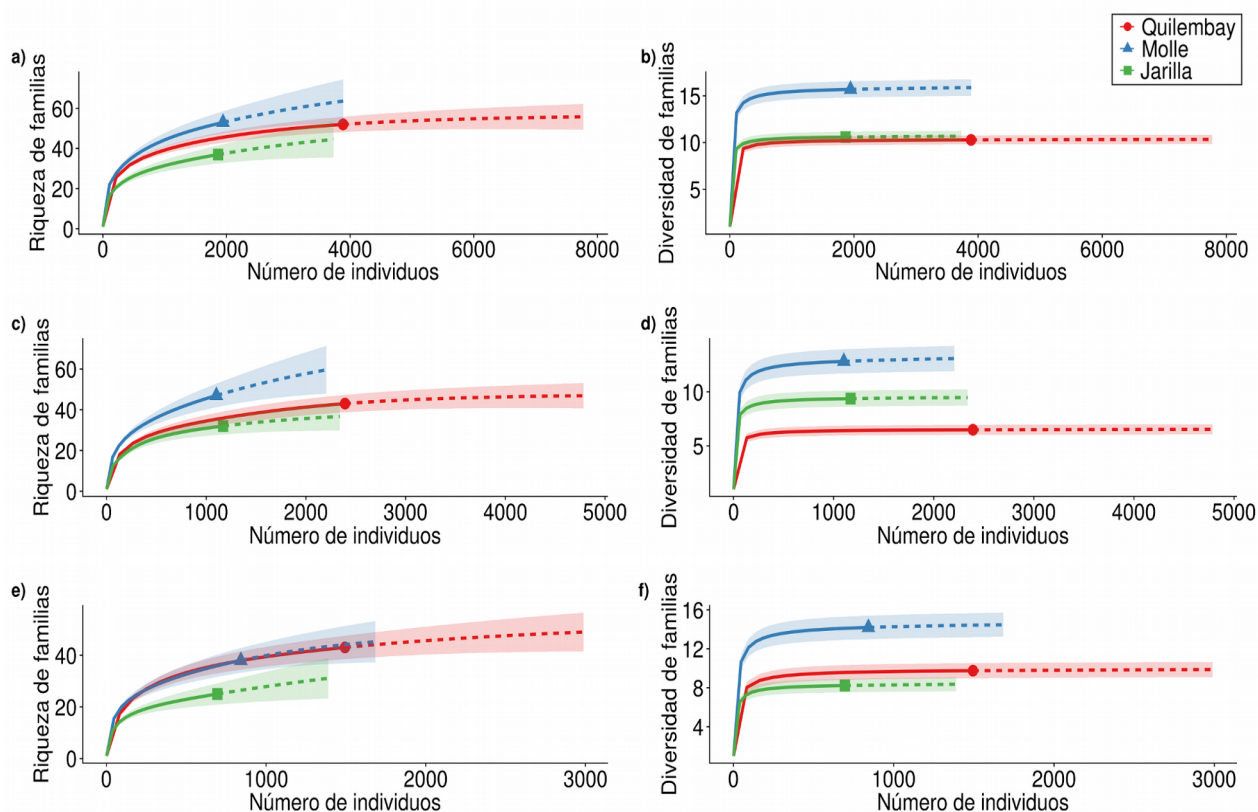 Quilembay
Molle
Jarilla
a)
Riqueza de familias
60
40
20
0
0 2000 4000 6000 8000
Número de individuos
b)
Diversidad de familias
15
10
5
0 2000 4000 6000 8000
Número de individuos
c)
Riqueza de familias
60
40
20
0
0 1000 2000 3000 4000 5000
Número de individuos
d)
Diversidad de familias
10
5
0 1000 2000 3000 4000 5000
Número de individuos
e)
Riqueza de familias
40
20
0
0 1000 2000 3000
Número de individuos
f)
Diversidad de familias
16
12
8
4
0 1000 2000 3000
Número de individuos